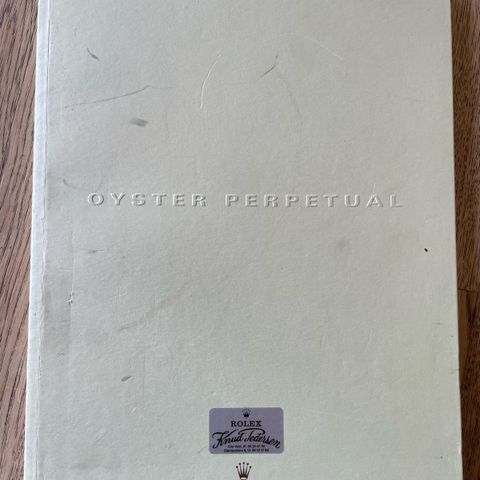 OYSTER PERPETUAL
ROLEX
Knud Pedersen